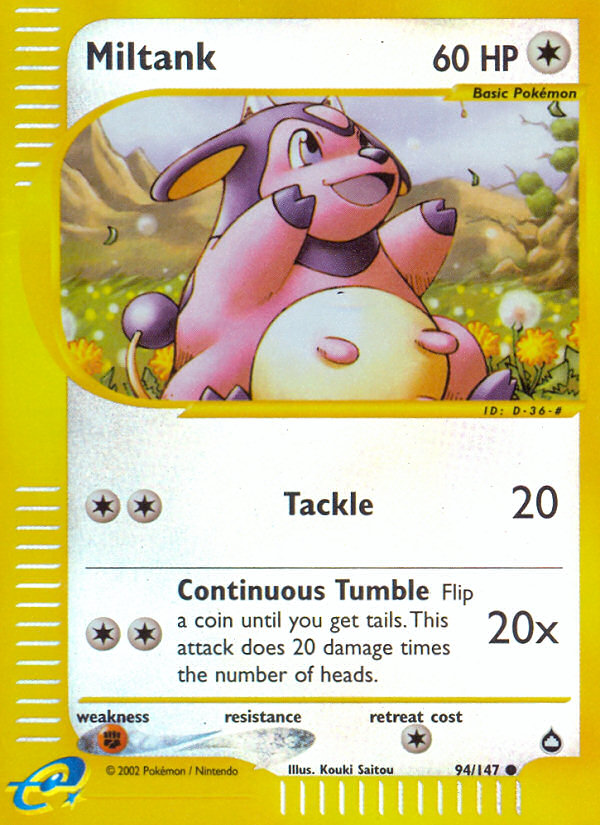 Miltank
60 HP
Basic Pokémon
ID: D-36-#
Tackle
20
Continuous Tumble Flip
a coin until you get tails. This
attack does 20 damage times
the number of heads.
20x
weakness
resistance
retreat cost
© 2002 Pokémon / Nintendo
Illus. Kouki Saitou
94/147
e